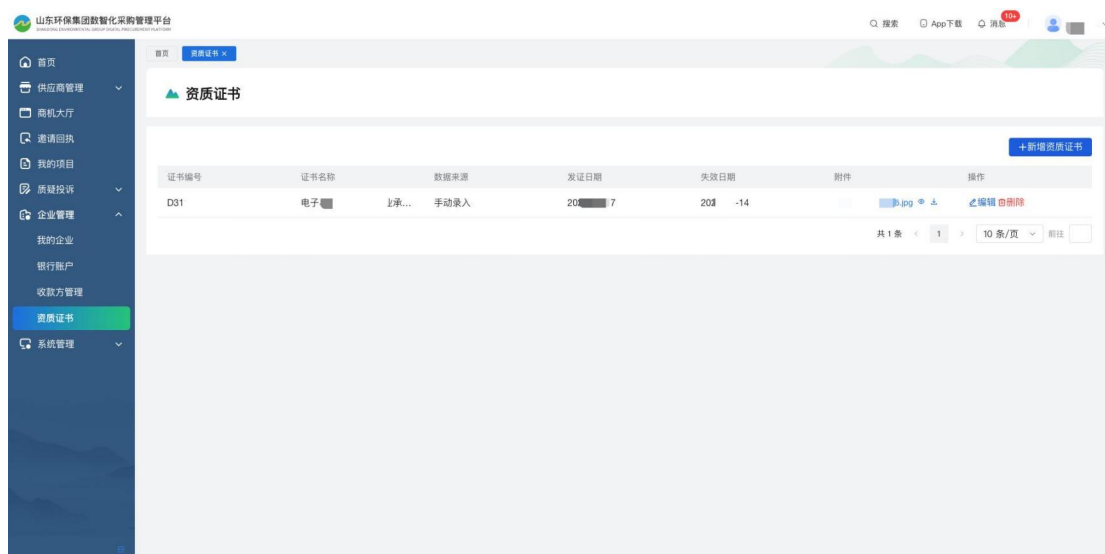 山东环保集团数智化采购管理平台
搜索 App下载 消息 10+
首页
供应商管理
商机大厅
邀请回执
我的项目
质疑投诉
企业管理
我的企业
银行账户
收款方管理
资质证书
系统管理
首页 资质证书 ×
资质证书
+新增资质证书
证书编号 证书名称 数据来源 发证日期 失效日期 附件 操作
D31 电子 承... 手动录入 202 7 202 -14 .jpg 编辑 删除
共 1 条 < 1 > 10 条/页 前往